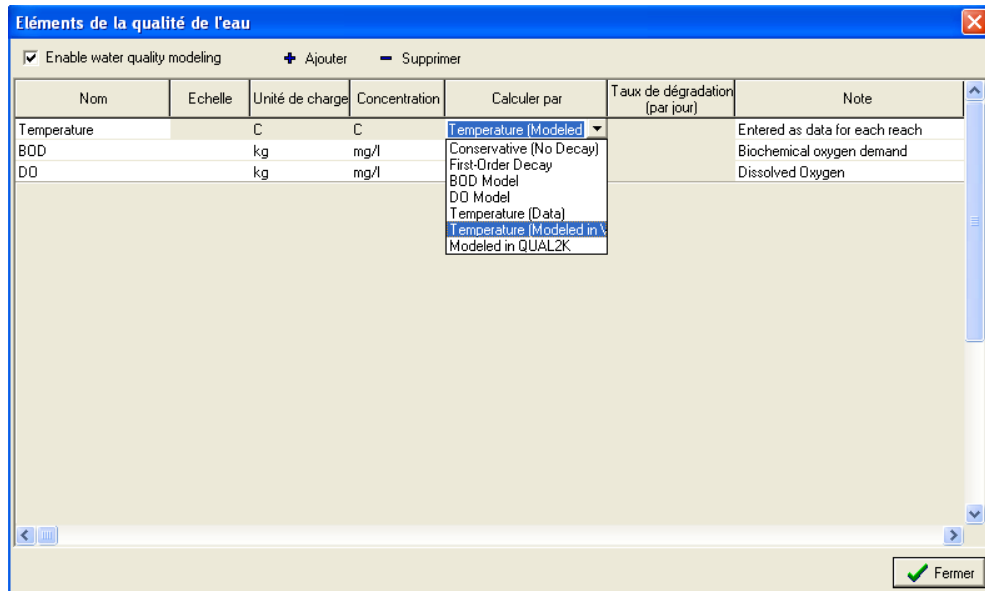 Eléments de la qualité de l'eau
Enable water quality modeling + Ajouter − Supprimer
Nom Echelle Unité de charge Concentration Calculer par Taux de dégradation (par jour) Note
Temperature C C Temperature (Modeled Entered as data for each reach
BOD kg mg/l Biochemical oxygen demand
DO kg mg/l Dissolved Oxygen
Conservative (No Decay)
First-Order Decay
BOD Model
DO Model
Temperature (Data)
Temperature (Modeled in
Modeled in QUAL2K
Fermer